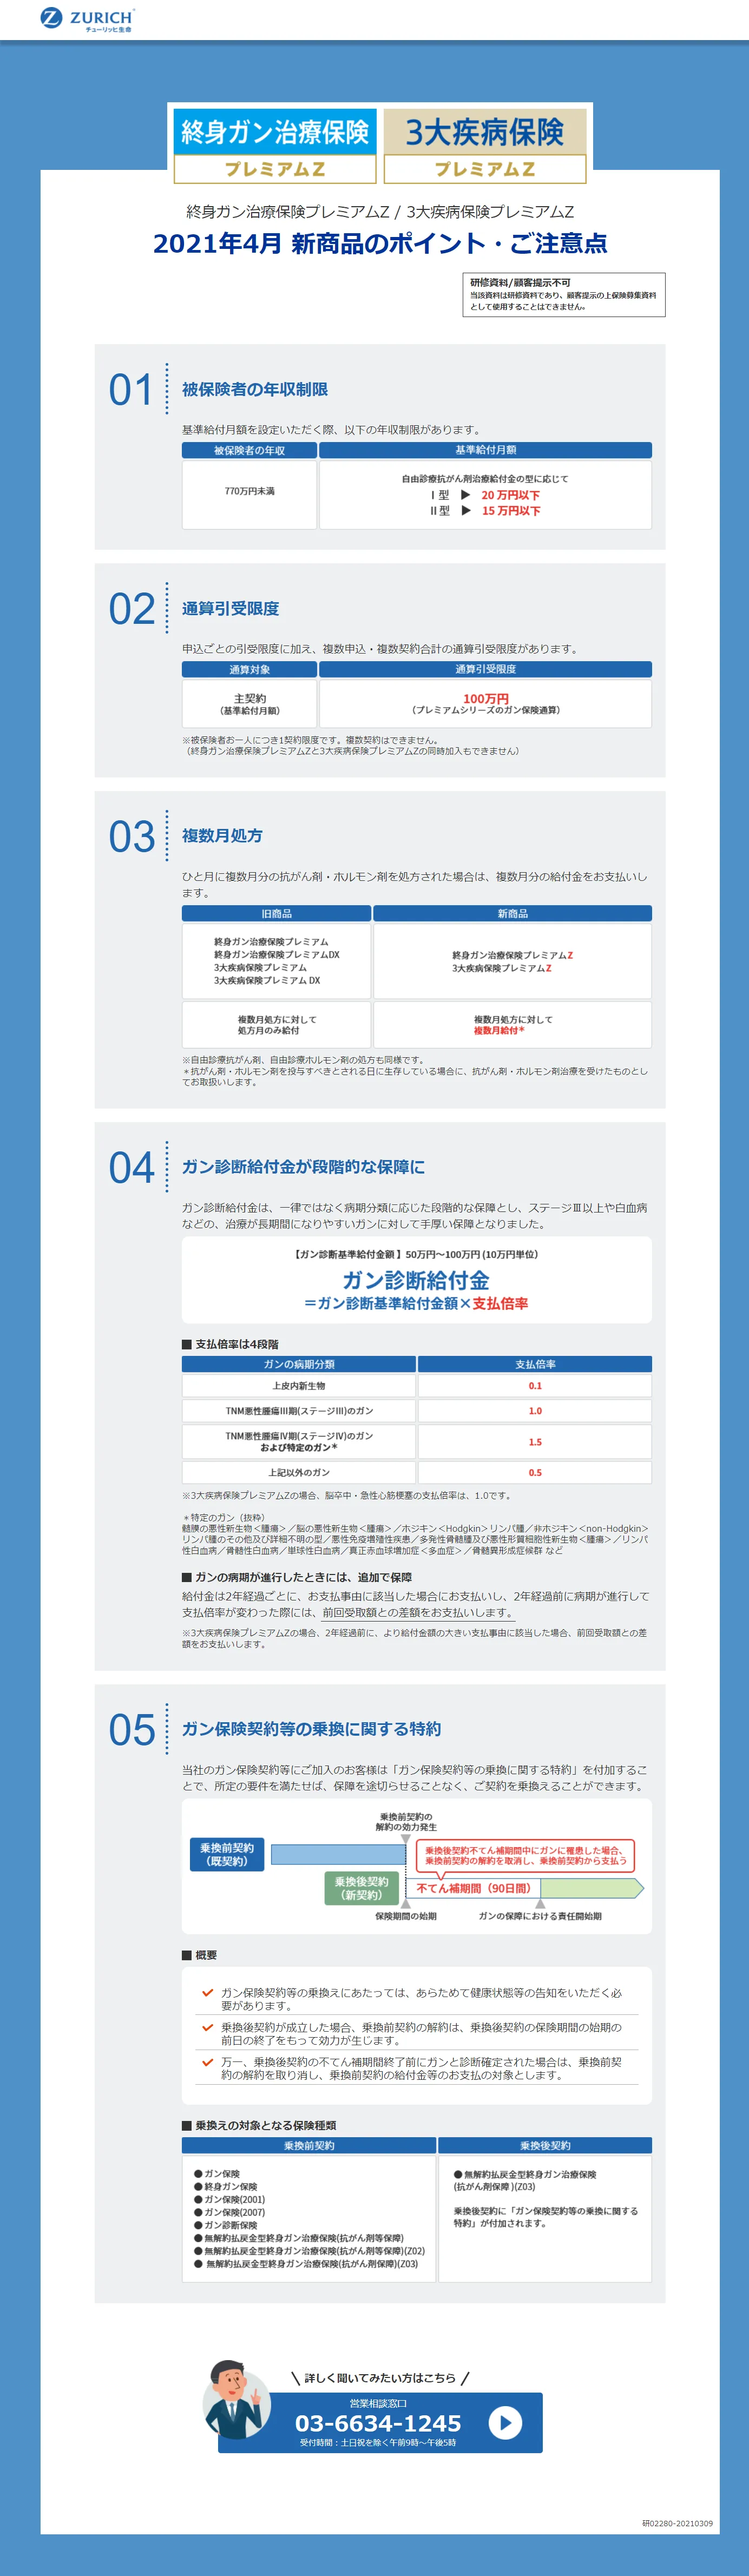 ZURICH
チューリッヒ生命
終身ガン治療保険
プレミアムZ
3大疾病保険
プレミアムZ
終身ガン治療保険プレミアムZ / 3大疾病保険プレミアムZ
2021年4月 新商品のポイント・ご注意点
研修資料/顧客提示不可
当該資料は研修資料であり、顧客提示の上保険募集資料
として使用することはできません。
01
被保険者の年収制限
基準給付月額を設定いただく際、以下の年収制限があります。
被保険者の年収
基準給付月額
770万円未満
自由診療抗がん剤治療給付金の型に応じて
Ⅰ型 ▶ 20 万円以下
Ⅱ型 ▶ 15 万円以下
02
通算引受限度
申込ごとの引受限度に加え、複数申込・複数契約合計の通算引受限度があります。
通算対象
通算引受限度
主契約
（基準給付月額）
100万円
（プレミアムシリーズのガン保険通算）
※被保険者お一人につき1契約限度です。複数契約はできません。
（終身ガン治療保険プレミアムZと3大疾病保険プレミアムZの同時加入もできません）
03
複数月処方
ひと月に複数月分の抗がん剤・ホルモン剤を処方された場合は、複数月分の給付金をお支払いし
ます。
旧商品
新商品
終身ガン治療保険プレミアム
終身ガン治療保険プレミアムDX
3大疾病保険プレミアム
3大疾病保険プレミアム DX
終身ガン治療保険プレミアムZ
3大疾病保険プレミアムZ
複数月処方に対して
処方月のみ給付
複数月処方に対して
複数月給付＊
※自由診療抗がん剤、自由診療ホルモン剤の処方も同様です。
＊抗がん剤・ホルモン剤を投与すべきとされる日に生存している場合に、抗がん剤・ホルモン剤治療を受けたものとし
てお取扱いします。
04
ガン診断給付金が段階的な保障に
ガン診断給付金は、一律ではなく病期分類に応じた段階的な保障とし、ステージⅢ以上や白血病
などの、治療が長期間になりやすいガンに対して手厚い保障となりました。
【ガン診断基準給付金額 】50万円～100万円 (10万円単位)
ガン診断給付金
＝ガン診断基準給付金額×支払倍率
■ 支払倍率は4段階
ガンの病期分類
支払倍率
上皮内新生物
0.1
TNM悪性腫瘍Ⅲ期(ステージⅢ)のガン
1.0
TNM悪性腫瘍Ⅳ期(ステージⅣ)のガン
および特定のガン＊
1.5
上記以外のガン
0.5
※3大疾病保険プレミアムZの場合、脳卒中・急性心筋梗塞の支払倍率は、1.0です。
＊特定のガン（抜粋）
髄膜の悪性新生物＜腫瘍＞／脳の悪性新生物＜腫瘍＞／ホジキン<Hodgkin>リンパ腫／非ホジキン<non-Hodgkin>
リンパ腫のその他及び詳細不明の型／悪性免疫増殖性疾患／多発性骨髄腫及び悪性形質細胞性新生物＜腫瘍＞／リンパ
性白血病／骨髄性白血病／単球性白血病／真正赤血球増加症＜多血症＞／骨髄異形成症候群 など
■ ガンの病期が進行したときには、追加で保障
給付金は2年経過ごとに、お支払事由に該当した場合にお支払いし、2年経過前に病期が進行して
支払倍率が変わった際には、前回受取額との差額をお支払いします。
※3大疾病保険プレミアムZの場合、2年経過前に、より給付金額の大きい支払事由に該当した場合、前回受取額との差
額をお支払いします。
05
ガン保険契約等の乗換に関する特約
当社のガン保険契約等にご加入のお客様は「ガン保険契約等の乗換に関する特約」を付加するこ
とで、所定の要件を満たせば、保障を途切らせることなく、ご契約を乗換えることができます。
乗換前契約の
解約の効力発生
乗換前契約
（既契約）
乗換後契約不てん補期間中にガンに罹患した場合、
乗換前契約の解約を取消し、乗換前契約から支払う
乗換後契約
（新契約）
不てん補期間（90日間）
保険期間の始期
ガンの保障における責任開始期
■ 概要
ガン保険契約等の乗換えにあたっては、あらためて健康状態等の告知をいただく必
要があります。
乗換後契約が成立した場合、乗換前契約の解約は、乗換後契約の保険期間の始期の
前日の終了をもって効力が生じます。
万一、乗換後契約の不てん補期間終了前にガンと診断確定された場合は、乗換前契
約の解約を取り消し、乗換前契約の給付金等のお支払の対象とします。
■ 乗換えの対象となる保険種類
乗換前契約
乗換後契約
●ガン保険
●終身ガン保険
●ガン保険(2001)
●ガン保険(2007)
●ガン診断保険
●無解約払戻金型終身ガン治療保険(抗がん剤等保障)
●無解約払戻金型終身ガン治療保険(抗がん剤等保障)(Z02)
● 無解約払戻金型終身ガン治療保険(抗がん剤保障)(Z03)
●無解約払戻金型終身ガン治療保険
(抗がん剤保障 )(Z03)
乗換後契約に「ガン保険契約等の乗換に関する
特約」が付加されます。
\ 詳しく聞いてみたい方はこちら /
営業相談窓口
03-6634-1245
受付時間：土日祝を除く午前9時～午後5時
研02280-20210309